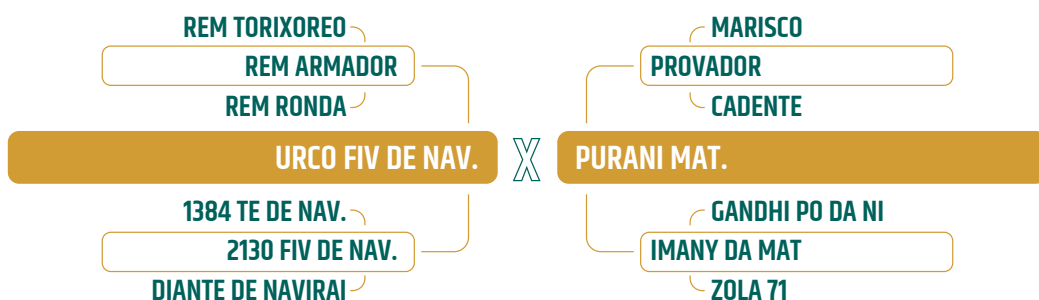 REM TORIXOREO
REM ARMADOR
REM RONDA
URCO FIV DE NAV.
1384 TE DE NAV.
2130 FIV DE NAV.
DIANTE DE NAVIRAI
X
MARISCO
PROVADOR
CADENTE
PURANI MAT.
GANDHI PO DA NI
IMANY DA MAT
ZOLA 71